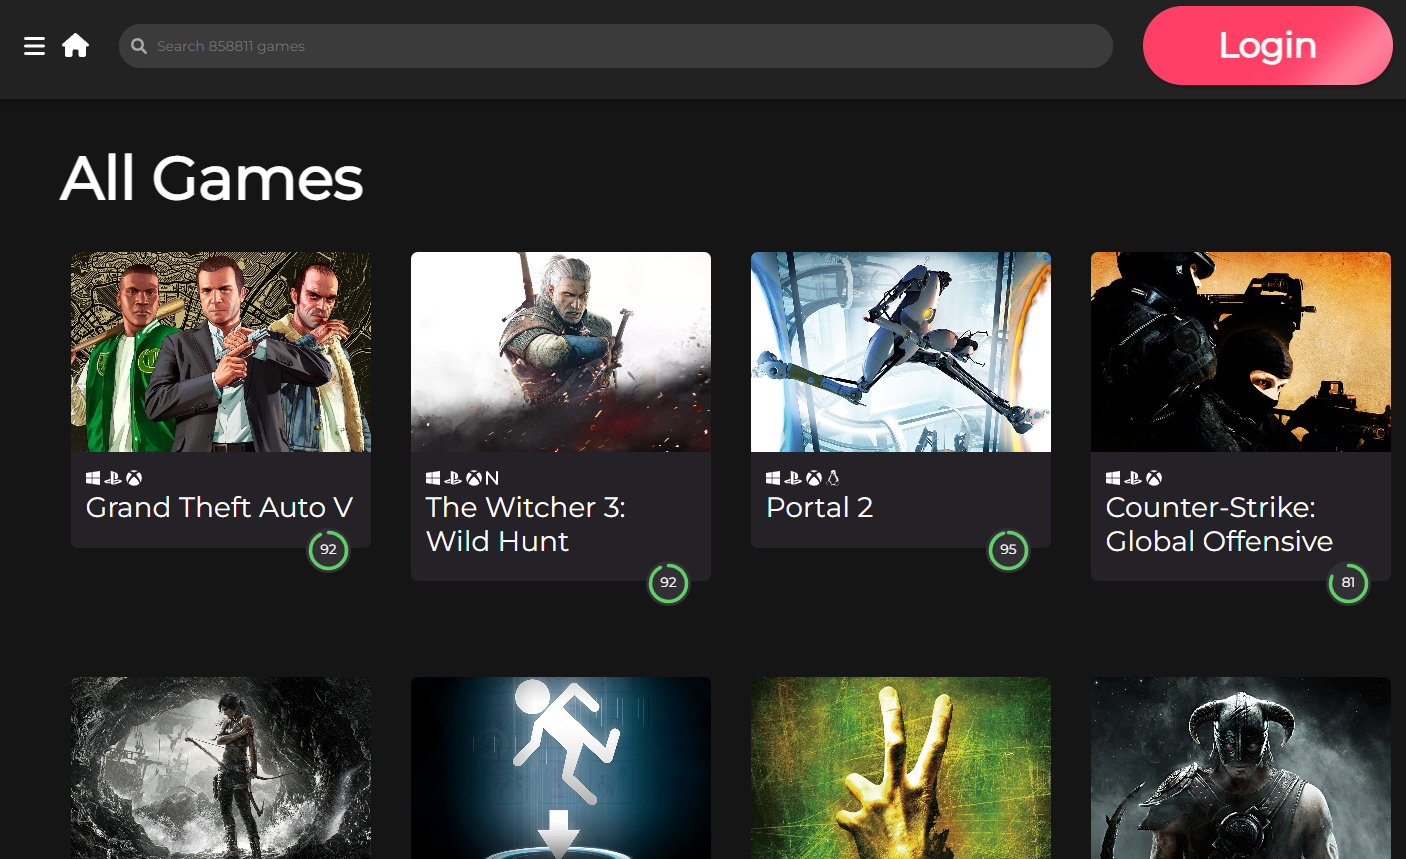 Search 858811 games
Login
All Games
Grand Theft Auto V
92
The Witcher 3:
Wild Hunt
92
Portal 2
95
Counter-Strike:
Global Offensive
81